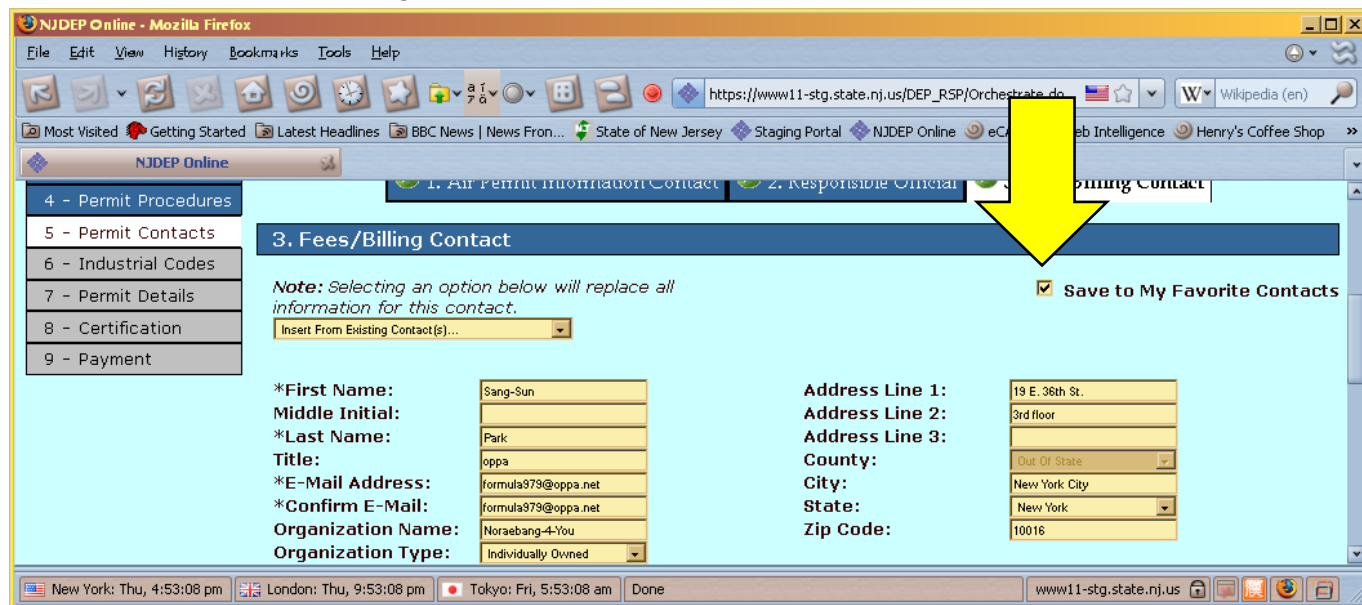 NJDEP Online - Mozilla Firefox
File Edit View History Bookmarks Tools Help
https://www11-stg.state.nj.us/DEP_RSP/Orchestrate.do
W Wikipedia (en)
Most Visited Getting Started Latest Headlines BBC News | News Fron... State of New Jersey Staging Portal NJDEP Online eCA eb Intelligence Henry's Coffee Shop »
NJDEP Online
1. Air Permit Information Contact 2. Responsible Official 3. Billing Contact
4 - Permit Procedures
5 - Permit Contacts
6 - Industrial Codes
7 - Permit Details
8 - Certification
9 - Payment
3. Fees/Billing Contact
Note: Selecting an option below will replace all
information for this contact.
Insert From Existing Contact(s)...
Save to My Favorite Contacts
*First Name: Sang-Sun
Middle Initial:
*Last Name: Park
Title: oppa
*E-Mail Address: formula979@oppa.net
*Confirm E-Mail: formula979@oppa.net
Organization Name: Noraebang-4-You
Organization Type: Individually Owned
Address Line 1: 19 E. 36th St.
Address Line 2: 3rd floor
Address Line 3:
County: Out Of State
City: New York City
State: New York
Zip Code: 10016
New York: Thu, 4:53:08 pm London: Thu, 9:53:08 pm Tokyo: Fri, 5:53:08 am Done www11-stg.state.nj.us